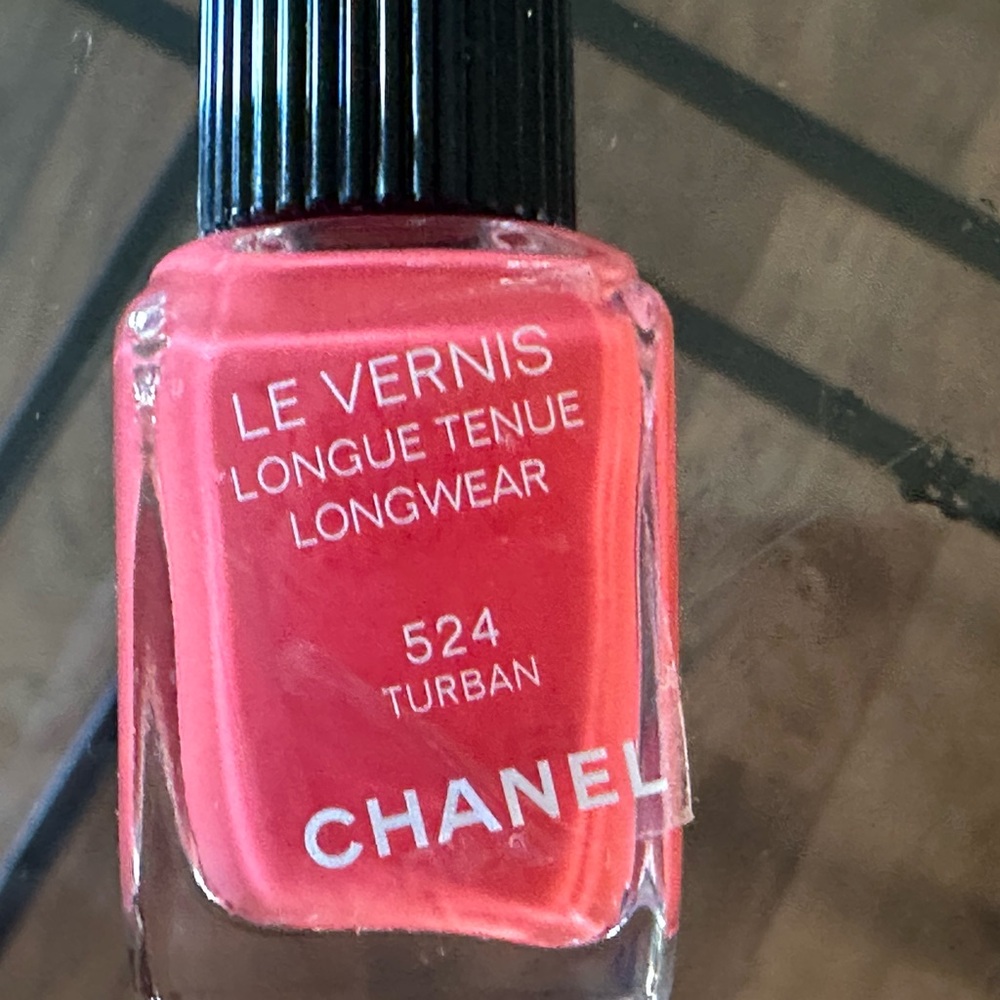 LE VERNIS
LONGUE TENUE
LONGWEAR
524
TURBAN
CHANEL